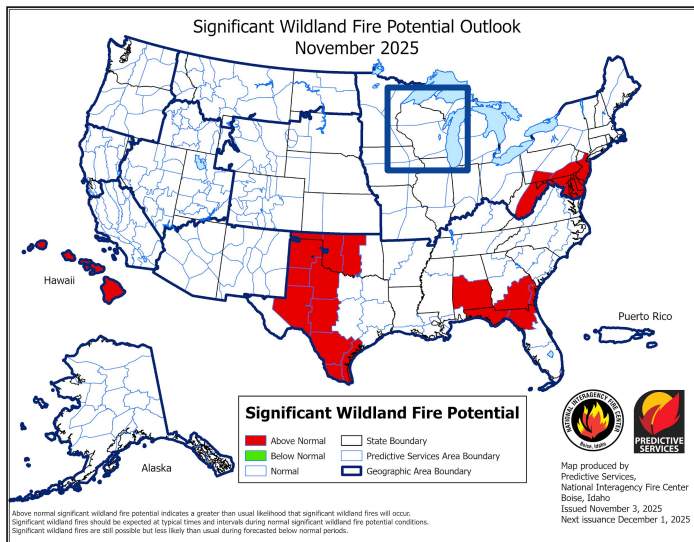 Significant Wildland Fire Potential Outlook
November 2025
Hawaii
Puerto Rico
Alaska
Significant Wildland Fire Potential
Above Normal
Below Normal
Normal
State Boundary
Predictive Services Area Boundary
Geographic Area Boundary
NATIONAL INTERAGENCY FIRE CENTER
Boise, Idaho
PREDICTIVE
SERVICES
Map produced by
Predictive Services,
National Interagency Fire Center
Boise, Idaho
Issued November 3, 2025
Next issuance December 1, 2025
Above normal significant wildland fire potential indicates a greater than usual likelihood that significant wildland fires will occur.
Significant wildland fires should be expected at typical times and intervals during normal significant wildland fire potential conditions.
Significant wildland fires are still possible but less likely than usual during forecasted below normal periods.